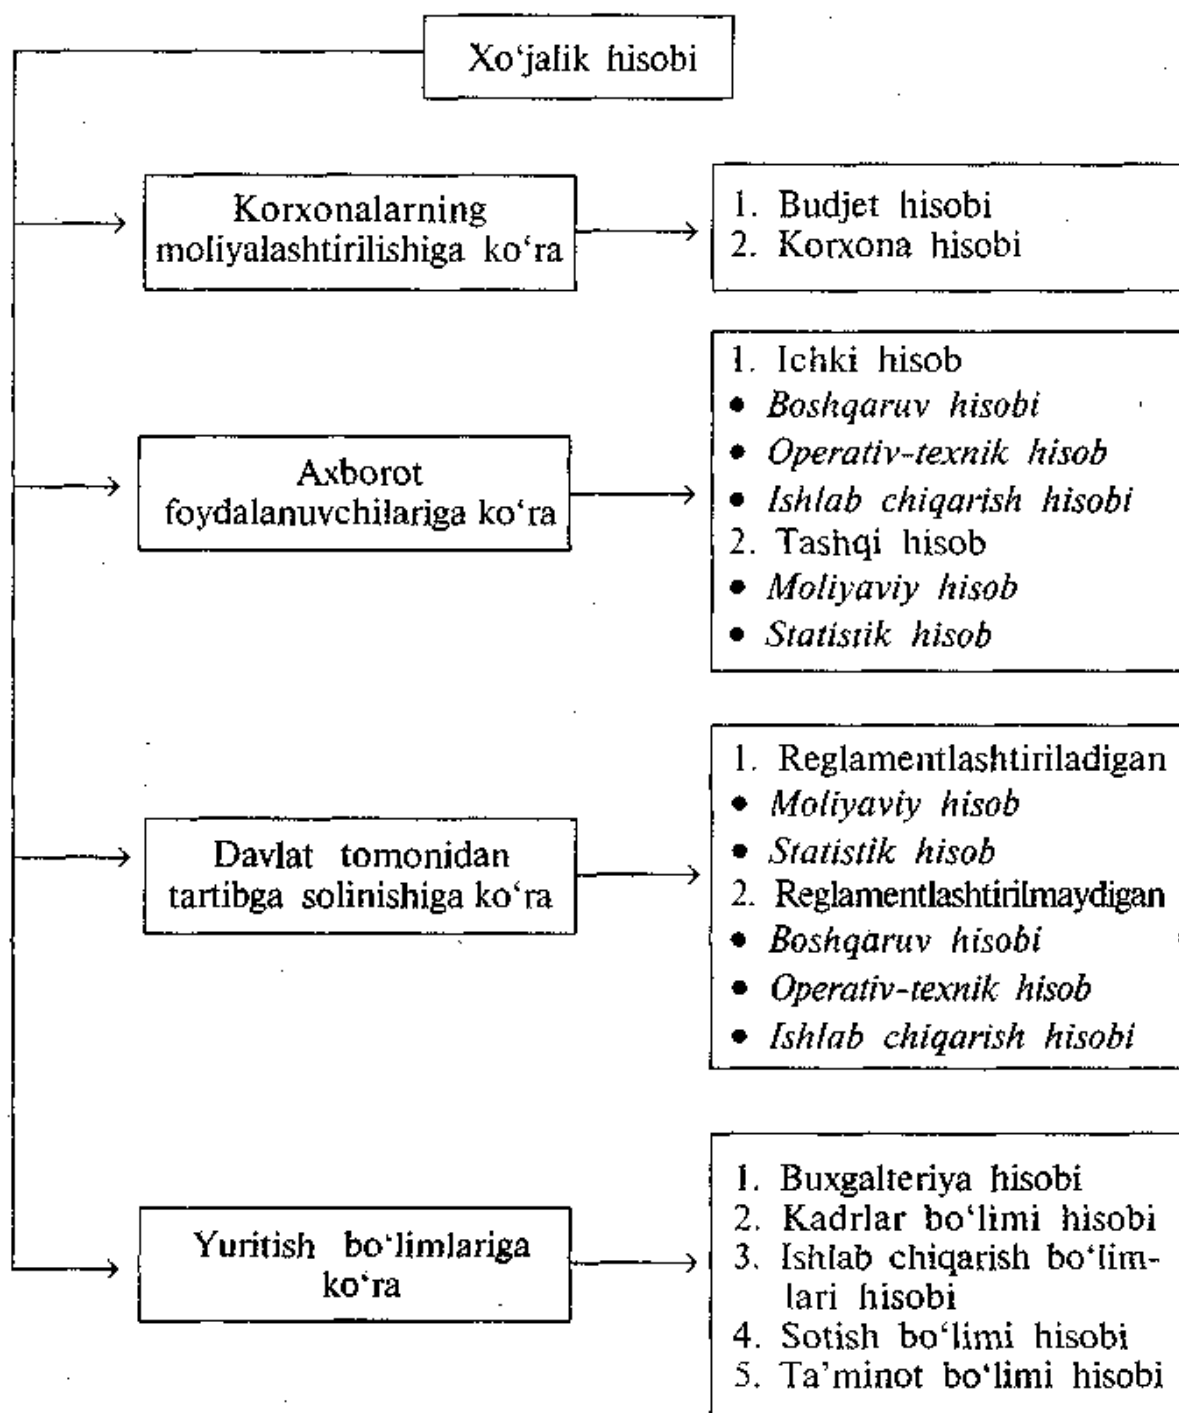 Xo‘jalik hisobi
Korxonalarning
moliyalashtirilishiga ko‘ra
1. Budjet hisobi
2. Korxona hisobi
Axborot
foydalanuvchilariga ko‘ra
1. Ichki hisob
• Boshqaruv hisobi
• Operativ-texnik hisob
• Ishlab chiqarish hisobi
2. Tashqi hisob
• Moliyaviy hisob
• Statistik hisob
Davlat tomonidan
tartibga solinishiga ko‘ra
1. Reglamentlashtiriladigan
• Moliyaviy hisob
• Statistik hisob
2. Reglamentlashtirilmaydigan
• Boshqaruv hisobi
• Operativ-texnik hisob
• Ishlab chiqarish hisobi
Yuritish bo‘limlariga
ko‘ra
1. Buxgalteriya hisobi
2. Kadrlar bo‘limi hisobi
3. Ishlab chiqarish bo‘lim-
lari hisobi
4. Sotish bo‘limi hisobi
5. Ta’minot bo‘limi hisobi